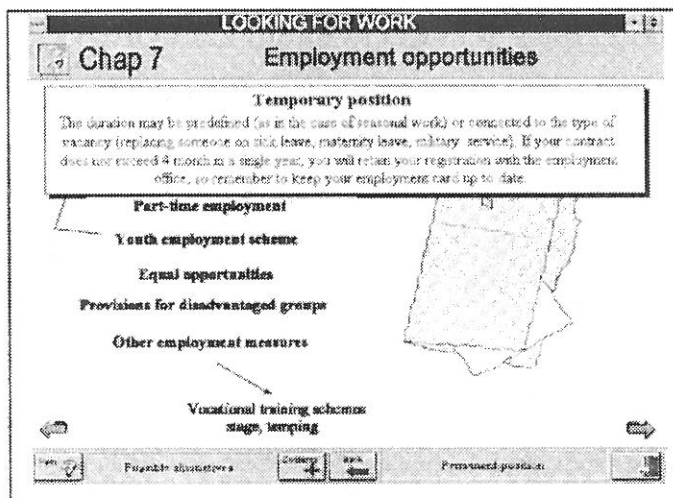 LOOKING FOR WORK
Chap 7 Employment opportunities
Temporary position
The duration may be predefined (as in the case of seasonal work) or connected to the type of
vacancy (replacing someone on sick leave, maternity leave, military service). If your contract
does not exceed 4 month in a single year, you will retain your registration with the employment
office, so remember to keep your employment card up to date.
Part-time employment
Youth employment scheme
Equal opportunities
Provisions for disadvantaged groups
Other employment measures
Vocational training schemes
stage, temping
Possible alternatives Permanent position